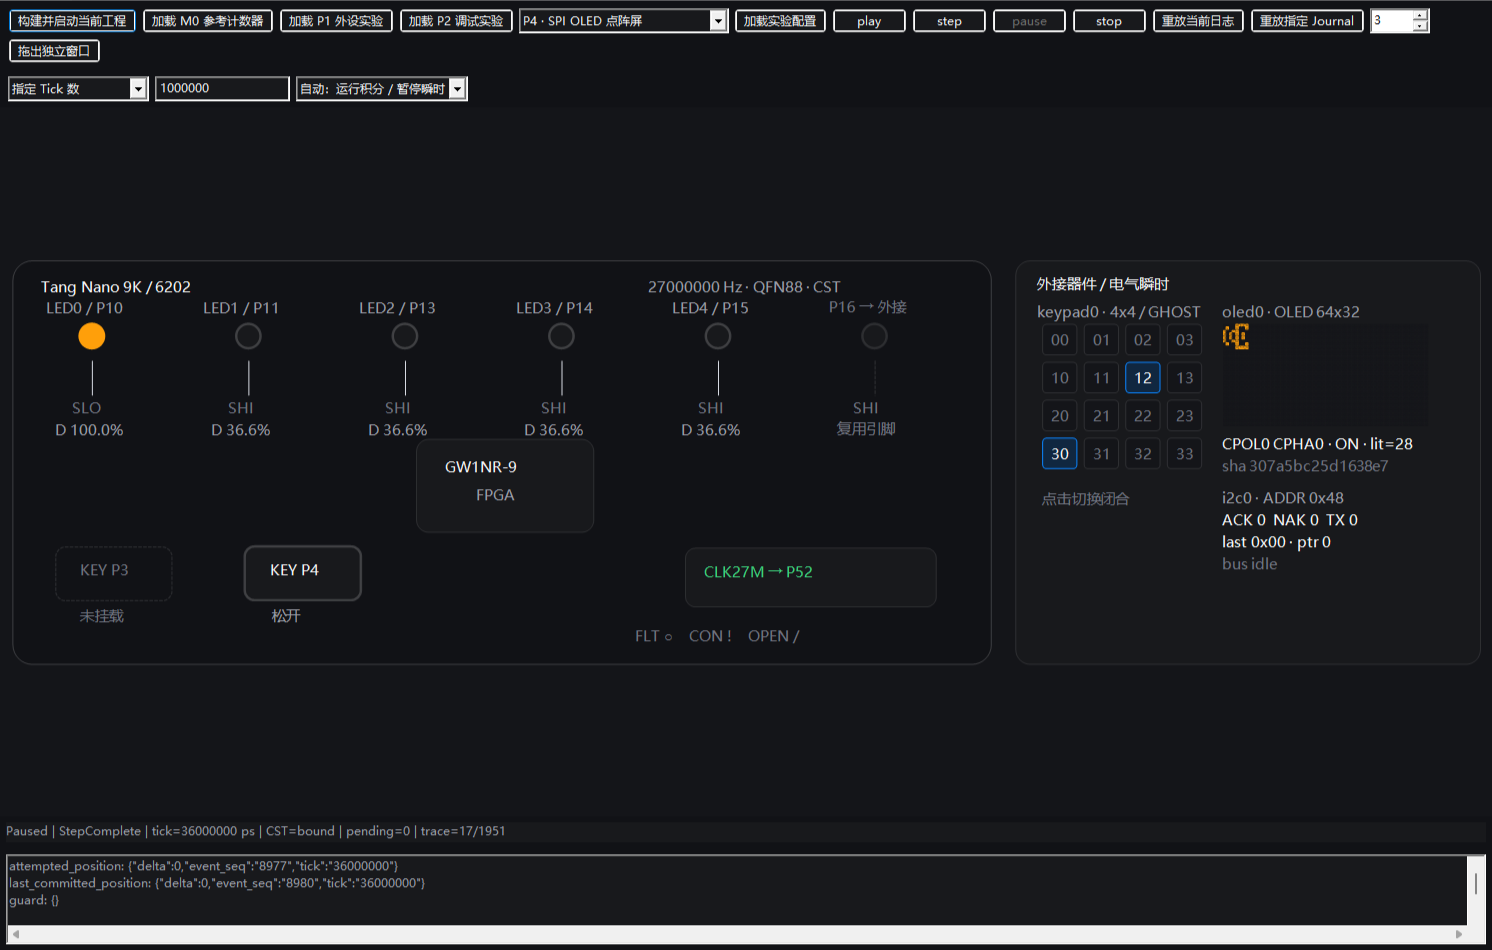 构建并启动当前工程 加载 M0 参考计数器 加载 P1 外设实验 加载 P2 调试实验 P4 · SPI OLED 点阵屏 加载实验配置 play step pause stop 重放当前日志 重放指定 Journal 3
拖出独立窗口
指定 Tick 数 1000000 自动：运行积分 / 暂停瞬时
Tang Nano 9K / 6202 27000000 Hz · QFN88 · CST
LED0 / P10 LED1 / P11 LED2 / P13 LED3 / P14 LED4 / P15 P16 → 外接
SLO SHI SHI SHI SHI SHI
D 100.0% D 36.6% D 36.6% D 36.6% D 36.6% 复用引脚
GW1NR-9
FPGA
KEY P3 KEY P4 CLK27M → P52
未挂载 松开
FLT ○ CON ! OPEN /
外接器件 / 电气瞬时
keypad0 · 4x4 / GHOST oled0 · OLED 64x32
00 01 02 03
10 11 12 13
20 21 22 23
30 31 32 33
点击切换闭合
CPOL0 CPHA0 · ON · lit=28
sha 307a5bc25d1638e7
i2c0 · ADDR 0x48
ACK 0 NAK 0 TX 0
last 0x00 · ptr 0
bus idle
Paused | StepComplete | tick=36000000 ps | CST=bound | pending=0 | trace=17/1951
attempted_position: {"delta":0,"event_seq":"8977","tick":"36000000"}
last_committed_position: {"delta":0,"event_seq":"8980","tick":"36000000"}
guard: {}